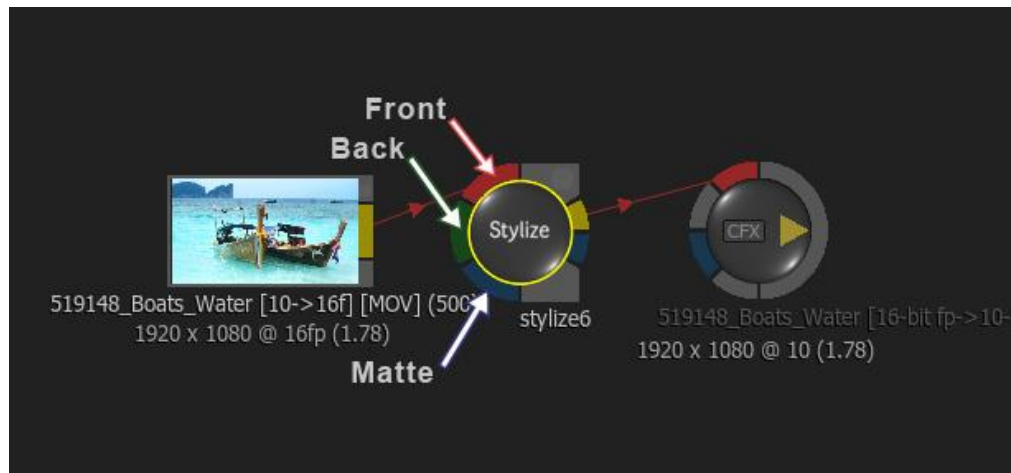 Front
Back
Stylize
CFX
519148_Boats_Water [10->16f] [MOV] (500)
1920 x 1080 @ 16fp (1.78)
stylize6
519148_Boats_Water [16-bit fp->10-
1920 x 1080 @ 10 (1.78)
Matte